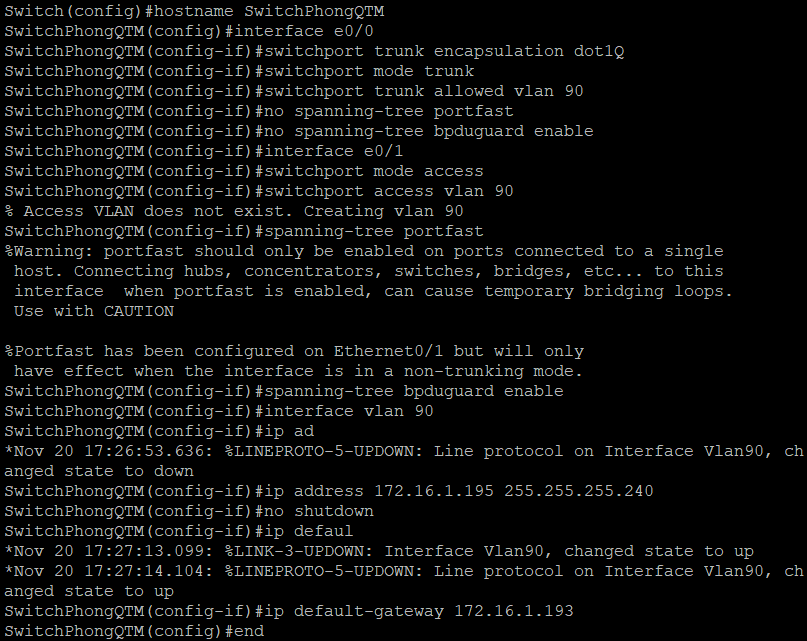 Switch(config)#hostname SwitchPhongQTM
SwitchPhongQTM(config)#interface e0/0
SwitchPhongQTM(config-if)#switchport trunk encapsulation dot1Q
SwitchPhongQTM(config-if)#switchport mode trunk
SwitchPhongQTM(config-if)#switchport trunk allowed vlan 90
SwitchPhongQTM(config-if)#no spanning-tree portfast
SwitchPhongQTM(config-if)#no spanning-tree bpduguard enable
SwitchPhongQTM(config-if)#interface e0/1
SwitchPhongQTM(config-if)#switchport mode access
SwitchPhongQTM(config-if)#switchport access vlan 90
% Access VLAN does not exist. Creating vlan 90
SwitchPhongQTM(config-if)#spanning-tree portfast
%Warning: portfast should only be enabled on ports connected to a single
 host. Connecting hubs, concentrators, switches, bridges, etc... to this
 interface  when portfast is enabled, can cause temporary bridging loops.
 Use with CAUTION

%Portfast has been configured on Ethernet0/1 but will only
 have effect when the interface is in a non-trunking mode.
SwitchPhongQTM(config-if)#spanning-tree bpduguard enable
SwitchPhongQTM(config-if)#interface vlan 90
SwitchPhongQTM(config-if)#ip ad
*Nov 20 17:26:53.636: %LINEPROTO-5-UPDOWN: Line protocol on Interface Vlan90, ch
anged state to down
SwitchPhongQTM(config-if)#ip address 172.16.1.195 255.255.255.240
SwitchPhongQTM(config-if)#no shutdown
SwitchPhongQTM(config-if)#ip defaul
*Nov 20 17:27:13.099: %LINK-3-UPDOWN: Interface Vlan90, changed state to up
*Nov 20 17:27:14.104: %LINEPROTO-5-UPDOWN: Line protocol on Interface Vlan90, ch
anged state to up
SwitchPhongQTM(config-if)#ip default-gateway 172.16.1.193
SwitchPhongQTM(config)#end